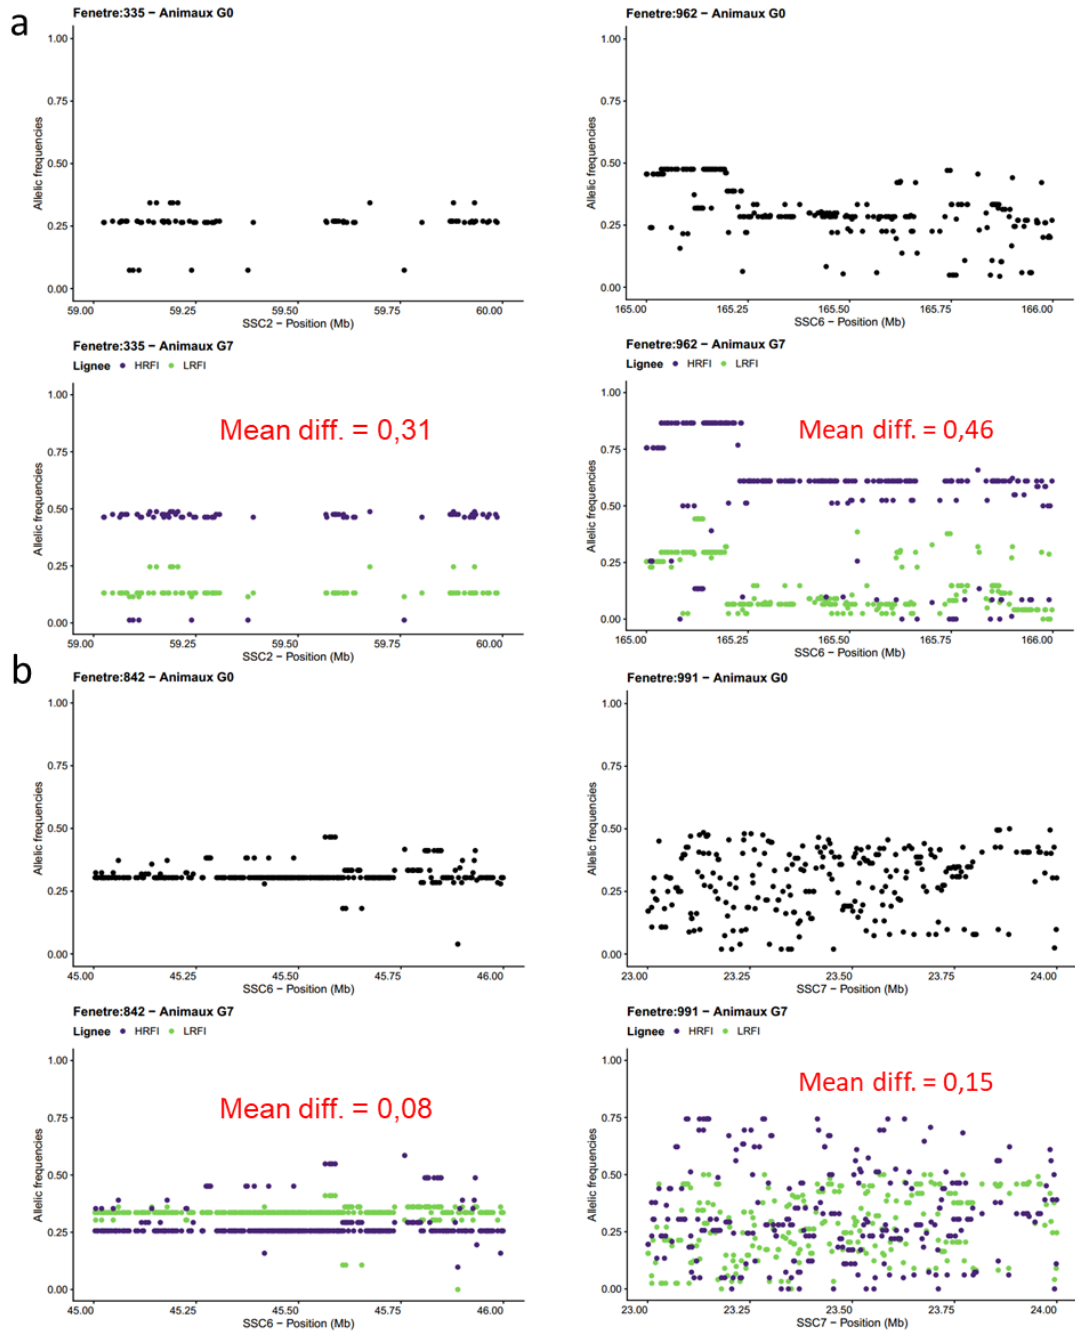 a
Fenetre:335 − Animaux G0
Allelic frequencies
1.00
0.75
0.50
0.25
0.00
59.00 59.25 59.50 59.75 60.00
SSC2 − Position (Mb)
Fenetre:962 − Animaux G0
Allelic frequencies
1.00
0.75
0.50
0.25
0.00
165.00 165.25 165.50 165.75 166.00
SSC6 − Position (Mb)
Fenetre:335 − Animaux G7
Lignee HRFI LRFI
Mean diff. = 0,31
Allelic frequencies
1.00
0.75
0.50
0.25
0.00
59.00 59.25 59.50 59.75 60.00
SSC2 − Position (Mb)
Fenetre:962 − Animaux G7
Lignee HRFI LRFI
Mean diff. = 0,46
Allelic frequencies
1.00
0.75
0.50
0.25
0.00
165.00 165.25 165.50 165.75 166.00
SSC6 − Position (Mb)
b
Fenetre:842 − Animaux G0
Allelic frequencies
1.00
0.75
0.50
0.25
0.00
45.00 45.25 45.50 45.75 46.00
SSC6 − Position (Mb)
Fenetre:991 − Animaux G0
Allelic frequencies
1.00
0.75
0.50
0.25
0.00
23.00 23.25 23.50 23.75 24.00
SSC7 − Position (Mb)
Fenetre:842 − Animaux G7
Lignee HRFI LRFI
Mean diff. = 0,08
Allelic frequencies
1.00
0.75
0.50
0.25
0.00
45.00 45.25 45.50 45.75 46.00
SSC6 − Position (Mb)
Fenetre:991 − Animaux G7
Lignee HRFI LRFI
Mean diff. = 0,15
Allelic frequencies
1.00
0.75
0.50
0.25
0.00
23.00 23.25 23.50 23.75 24.00
SSC7 − Position (Mb)